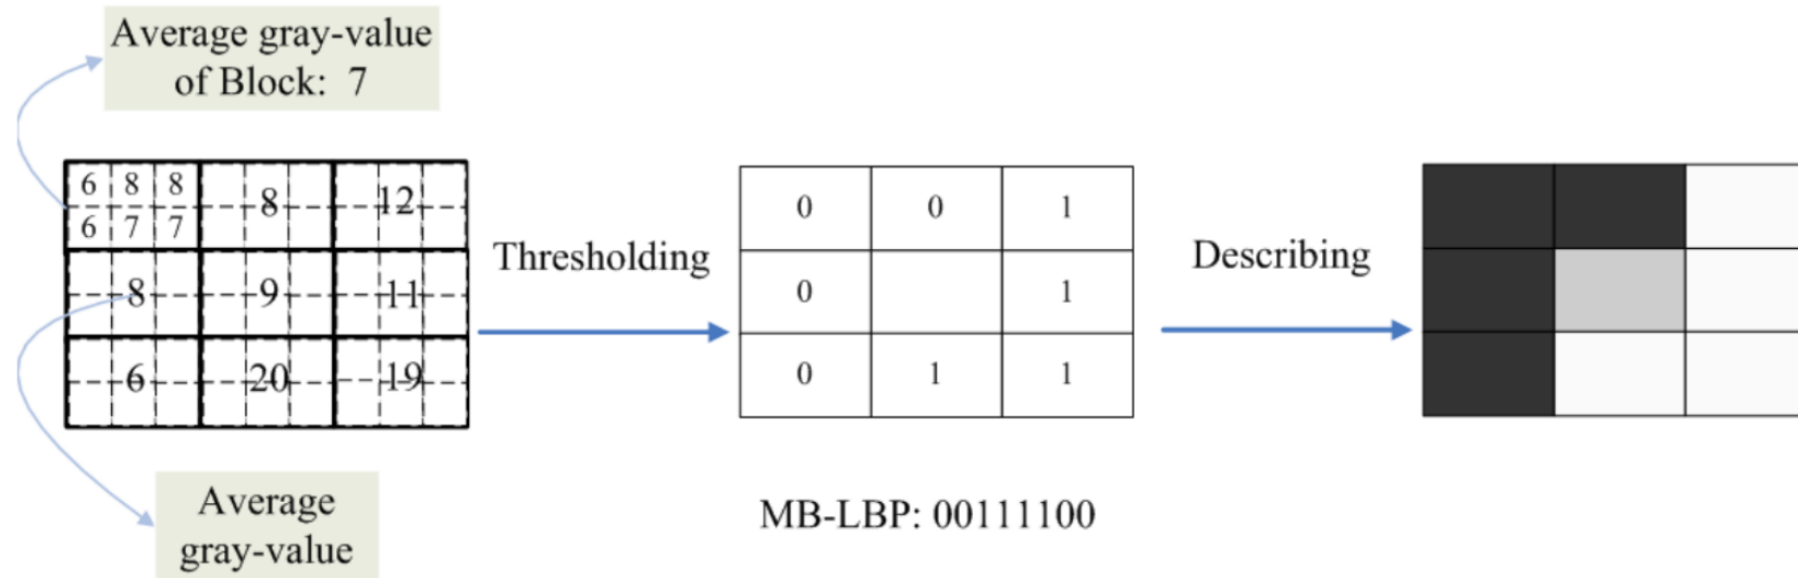 Average gray-value
of Block: 7
6 8 8
6 7 7
8 12
8 9 11
6 20 19
Average
gray-value
Thresholding
0 0 1
0 1
0 1 1
MB-LBP: 00111100
Describing